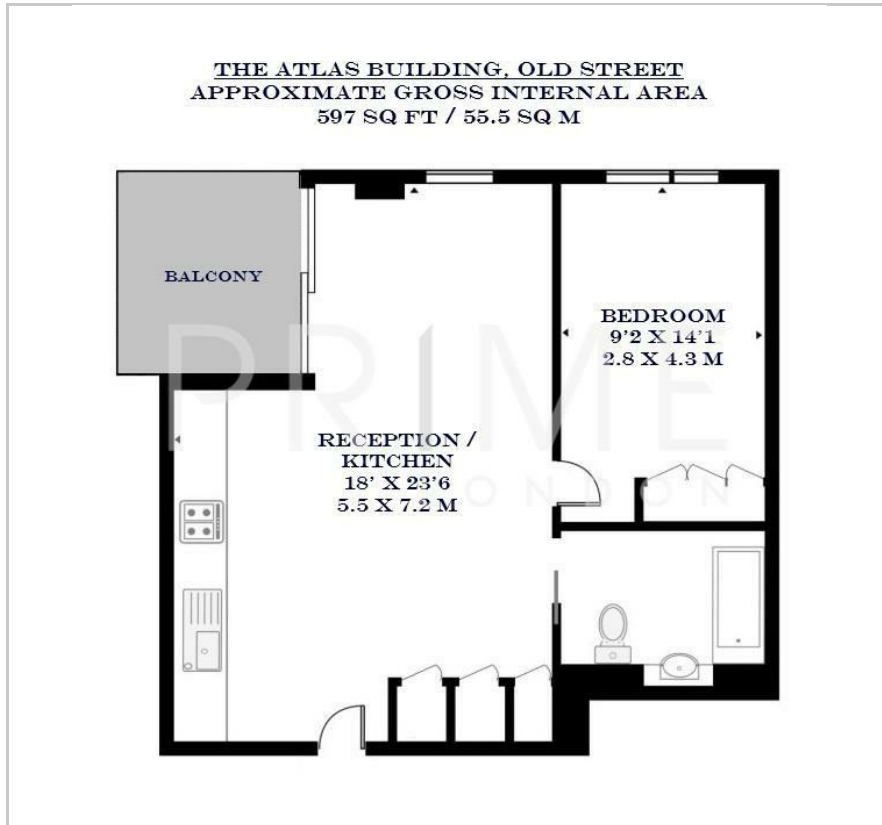 THE ATLAS BUILDING, OLD STREET
APPROXIMATE GROSS INTERNAL AREA
597 SQ FT / 55.5 SQ M
BALCONY
BEDROOM
9'2 X 14'1
2.8 X 4.3 M
PRIME
LONDON
RECEPTION /
KITCHEN
18' X 23'6
5.5 X 7.2 M